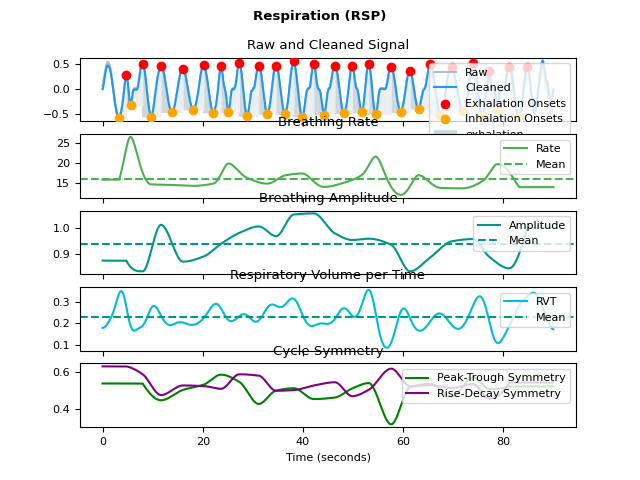 Respiration (RSP)
Raw and Cleaned Signal
0.5
0.0
−0.5
Raw
Cleaned
Exhalation Onsets
Inhalation Onsets
exhalation
Breathing Rate
25
20
15
Rate
Mean
Breathing Amplitude
1.0
0.9
Amplitude
Mean
Respiratory Volume per Time
0.3
0.2
0.1
RVT
Mean
Cycle Symmetry
0.6
0.4
Peak-Trough Symmetry
Rise-Decay Symmetry
0 20 40 60 80
Time (seconds)